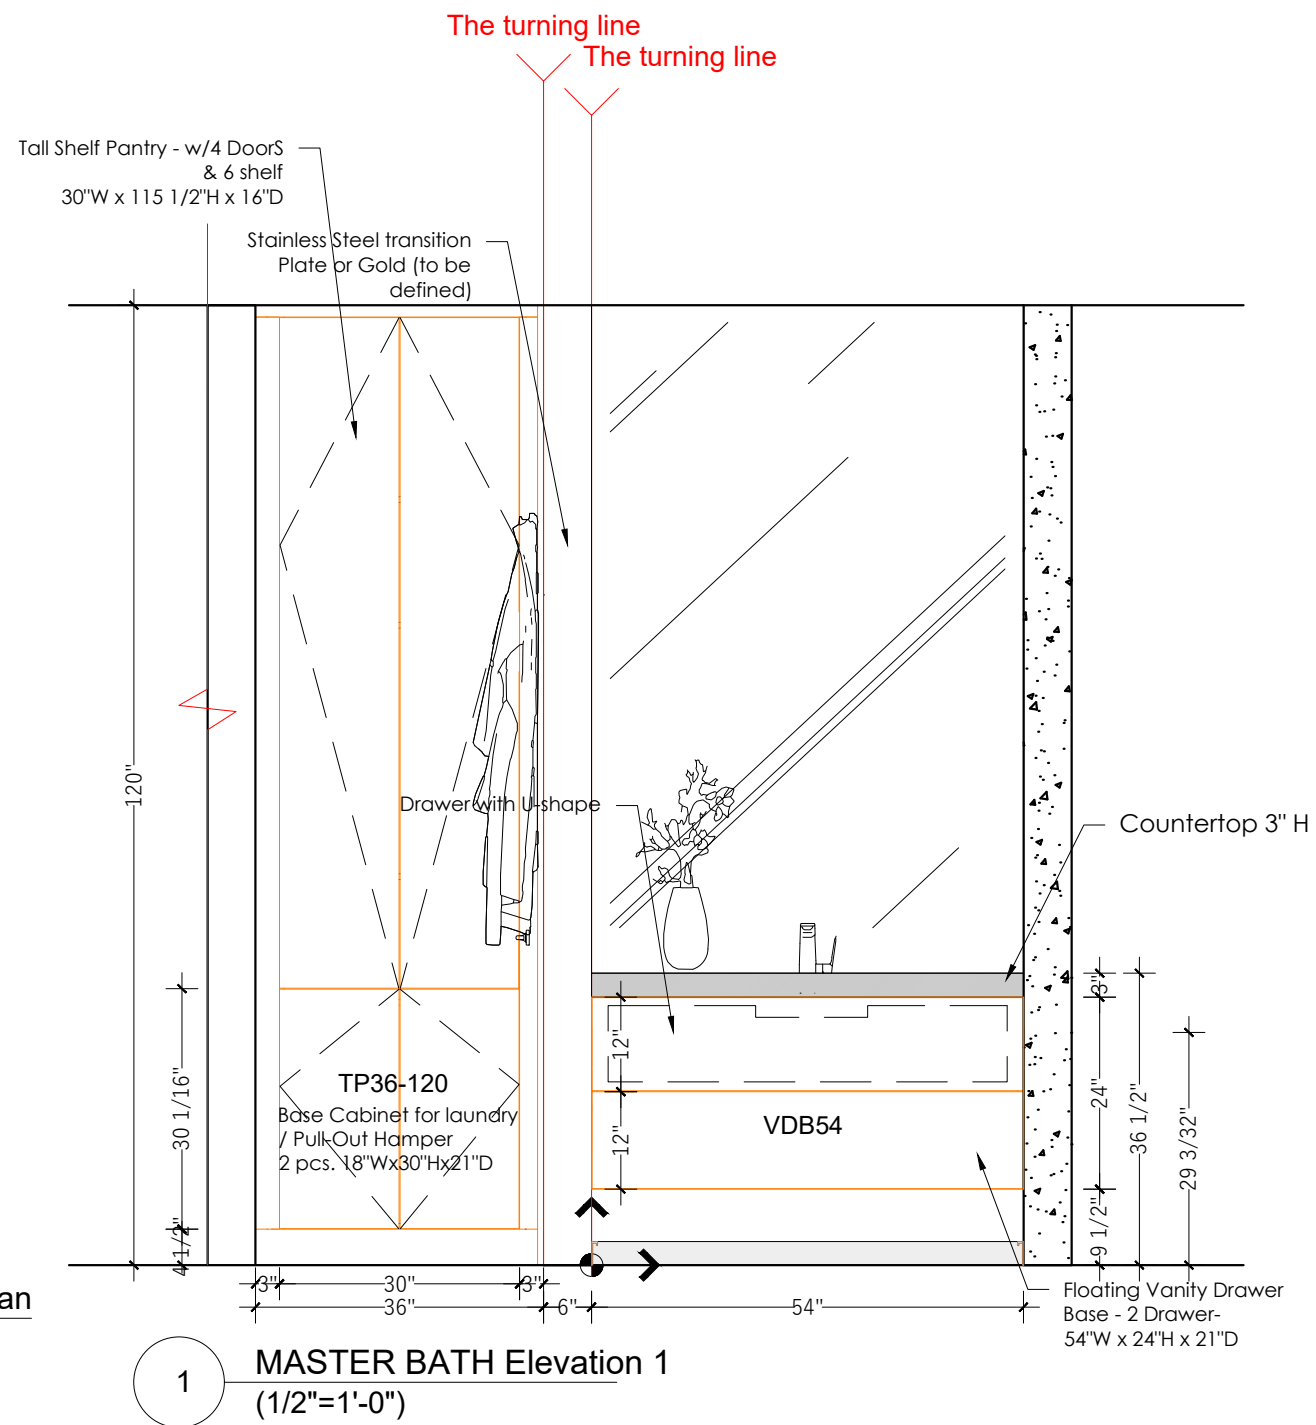 The turning line
The turning line
Tall Shelf Pantry - w/4 DoorS
& 6 shelf
30"W x 115 1/2"H x 16"D
Stainless Steel transition
Plate or Gold (to be
defined)
120"
Drawer with U-shape
Countertop 3" H
3"
12"
24"
36 1/2"
29 3/32"
30 1/16"
TP36-120
Base Cabinet for laundry
/ Pull-Out Hamper
2 pcs. 18"Wx30"Hx21"D
12"
VDB54
9 1/2"
4 1/2"
3"
30"
3"
36"
6"
54"
Floating Vanity Drawer
Base - 2 Drawer-
54"W x 24"H x 21"D
an
1
MASTER BATH Elevation 1
(1/2"=1'-0")